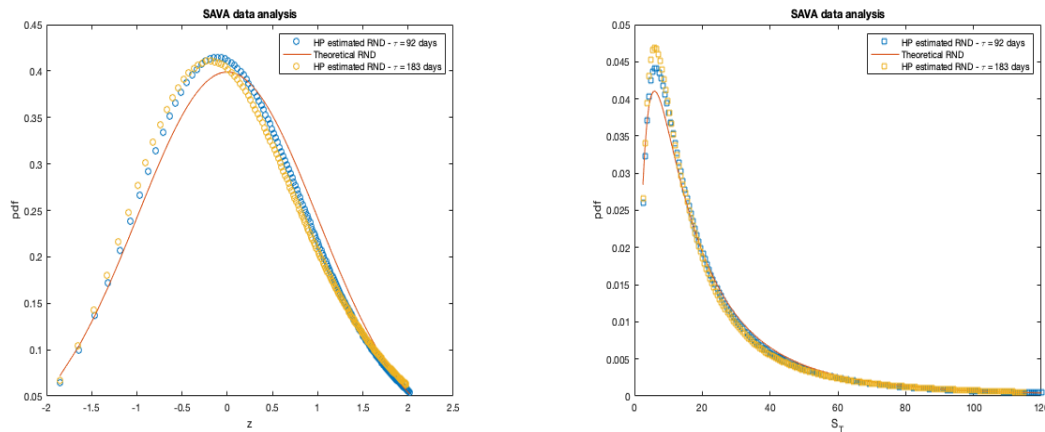 SAVA data analysis
HP estimated RND - τ = 92 days
Theoretical RND
HP estimated RND - τ = 183 days
pdf
0.45
0.4
0.35
0.3
0.25
0.2
0.15
0.1
0.05
-2 -1.5 -1 -0.5 0 0.5 1 1.5 2 2.5
z
SAVA data analysis
HP estimated RND - τ = 92 days
Theoretical RND
HP estimated RND - τ = 183 days
pdf
0.05
0.045
0.04
0.035
0.03
0.025
0.02
0.015
0.01
0.005
0
0 20 40 60 80 100 120
S_T